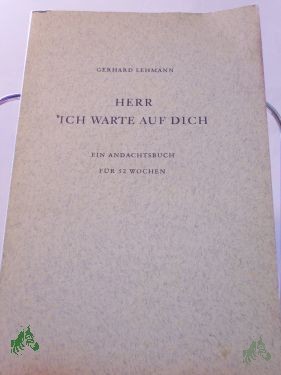 GERHARD LEHMANN
HERR
ICH WARTE AUF DICH
EIN ANDACHTSBUCH
FÜR 52 WOCHEN